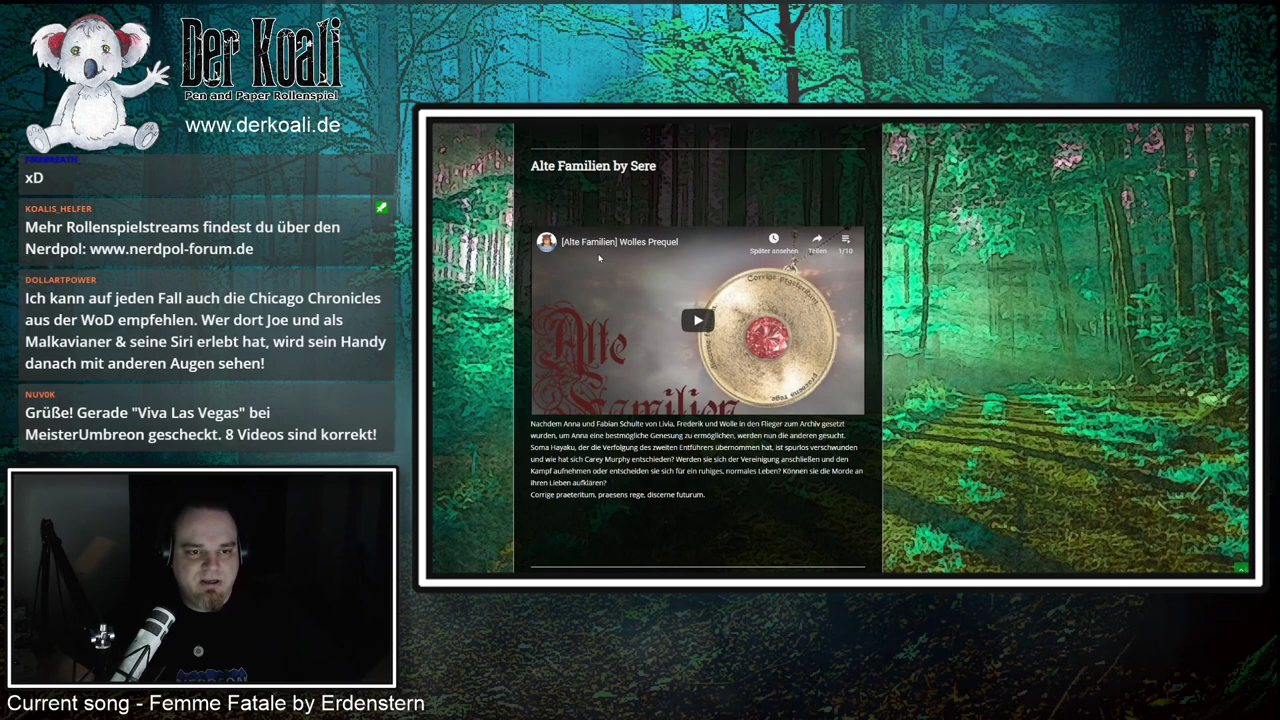 Der Koali
Pen and Paper Rollenspiel
www.derkoali.de
FIREBREATH_
xD
KOALIS_HELFER
Mehr Rollenspielstreams findest du über den
Nerdpol: www.nerdpol-forum.de
DOLLARTPOWER
Ich kann auf jeden Fall auch die Chicago Chronicles
aus der WoD empfehlen. Wer dort Joe und als
Malkavianer & seine Siri erlebt hat, wird sein Handy
danach mit anderen Augen sehen!
NUV0K
Grüße! Gerade "Viva Las Vegas" bei
MeisterUmbreon gescheckt. 8 Videos sind korrekt!
Current song - Femme Fatale by Erdenstern
Alte Familien by Sere
[Alte Familien] Wolles Prequel
Später ansehen
Teilen
1/10
Corrige praeteritum
praesens rege
Alte
Familien
Nachdem Anna und Fabian Schulte von Livia, Frederik und Wolle in den Flieger zum Archiv gesetzt
wurden, um Anna eine bestmögliche Genesung zu ermöglichen, werden nun die anderen gesucht.
Soma Hayaku, der die Verfolgung des zweiten Entführers übernommen hat, ist spurlos verschwunden
und wie hat sich Carey Murphy entschieden? Werden sie sich der Vereinigung anschließen und den
Kampf aufnehmen oder entscheiden sie sich für ein ruhiges, normales Leben? Können sie die Morde an
ihren Lieben aufklären?
Corrige praeteritum, praesens rege, discerne futurum.